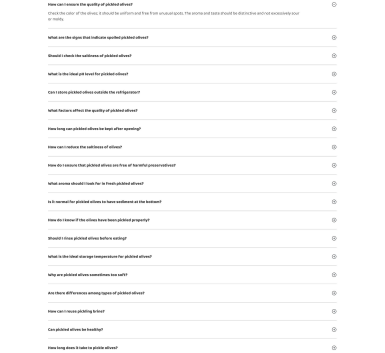 How can I ensure the quality of pickled olives?
Check the color of the olives; it should be uniform and free from unusual spots. The aroma and taste should be distinctive and not excessively sour
or moldy.
What are the signs that indicate spoiled pickled olives?
Should I check the saltiness of pickled olives?
What is the ideal pH level for pickled olives?
Can I store pickled olives outside the refrigerator?
What factors affect the quality of pickled olives?
How long can pickled olives be kept after opening?
How can I reduce the saltiness of olives?
How do I ensure that pickled olives are free of harmful preservatives?
What aroma should I look for in fresh pickled olives?
Is it normal for pickled olives to have sediment at the bottom?
How do I know if the olives have been pickled properly?
Should I rinse pickled olives before eating?
What is the ideal storage temperature for pickled olives?
Why are pickled olives sometimes too soft?
Are there differences among types of pickled olives?
How can I reuse pickling brine?
Can pickled olives be healthy?
How long does it take to pickle olives?